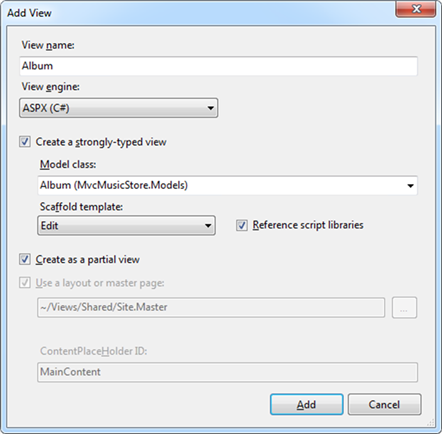 Add View
View name:
Album
View engine:
ASPX (C#)
Create a strongly-typed view
Model class:
Album (MvcMusicStore.Models)
Scaffold template:
Edit
Reference script libraries
Create as a partial view
Use a layout or master page:
~/Views/Shared/Site.Master
...
ContentPlaceHolder ID:
MainContent
Add
Cancel